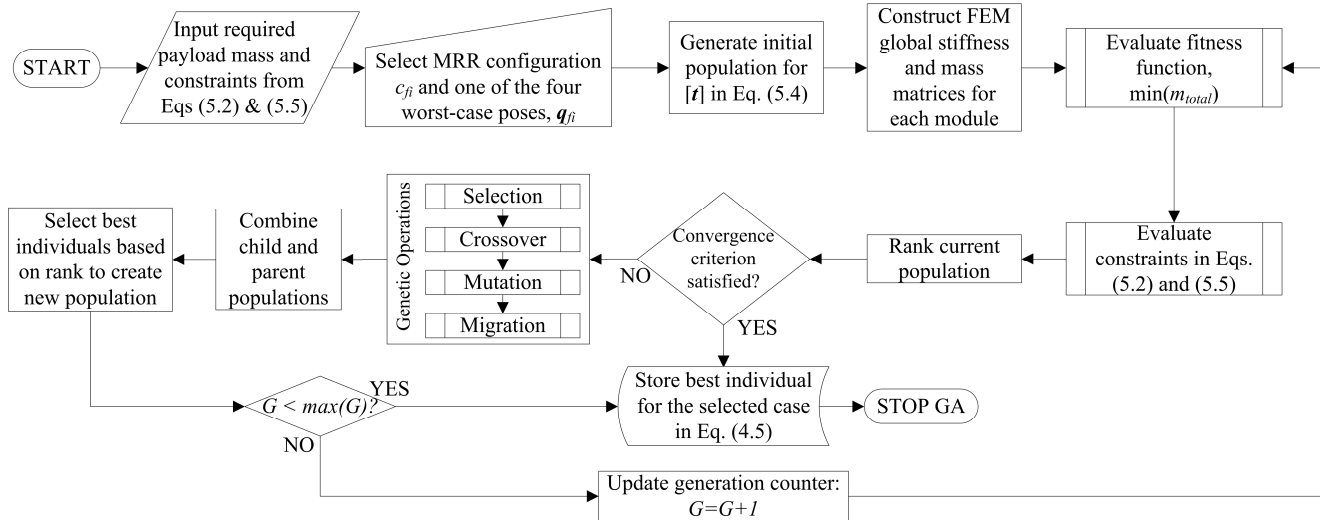 START
Input required
payload mass and
constraints from
Eqs (5.2) & (5.5)
Select MRR configuration
c_fi and one of the four
worst-case poses, q_fi
Generate initial
population for
[t] in Eq. (5.4)
Construct FEM
global stiffness
and mass
matrices for
each module
Evaluate fitness
function,
min(m_total)
Evaluate
constraints in Eqs.
(5.2) and (5.5)
Rank current
population
Convergence
criterion
satisfied?
NO
YES
Genetic Operations
Selection
Crossover
Mutation
Migration
Combine
child and
parent
populations
Select best
individuals based
on rank to create
new population
G < max(G)?
YES
NO
Store best individual
for the selected case
in Eq. (4.5)
STOP GA
Update generation counter:
G=G+1